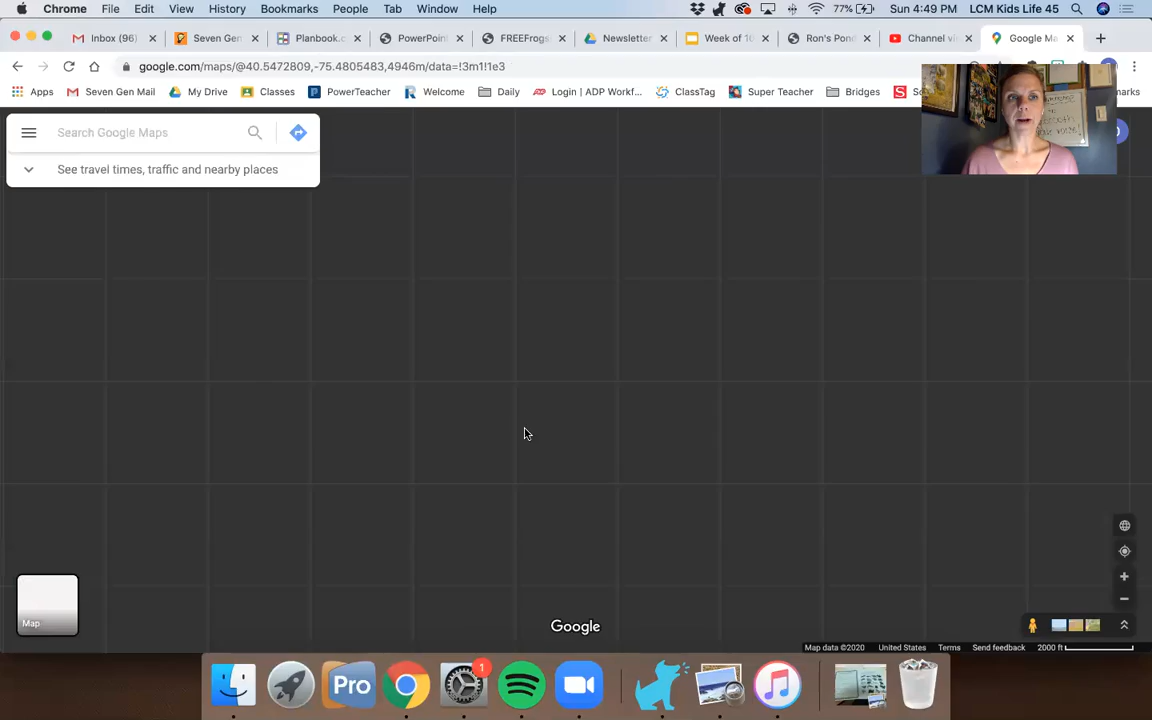 Chrome File Edit View History Bookmarks People Tab Window Help 77% Sun 4:49 PM LCM Kids Life 45
Inbox (96) Seven Gen Planbook.c PowerPoin FREEFrogs Newsletter Week of 10 Ron's Pond Channel vi Google Ma
google.com/maps/@40.5472809,-75.4805483,4946m/data=!3m1!1e3
Apps Seven Gen Mail My Drive Classes PowerTeacher Welcome Daily Login | ADP Workf... ClassTag Super Teacher Bridges
Search Google Maps
See travel times, traffic and nearby places
Map
Google
Map data ©2020 United States Terms Send feedback 2000 ft
Pro
1